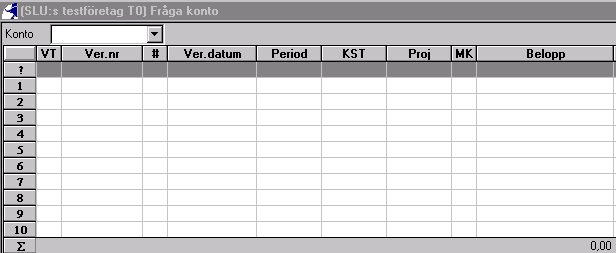 (SLU:s testföretag T0) Fråga konto
Konto
VT Ver.nr # Ver.datum Period KST Proj MK Belopp
?
1
2
3
4
5
6
7
8
9
10
Σ 0,00